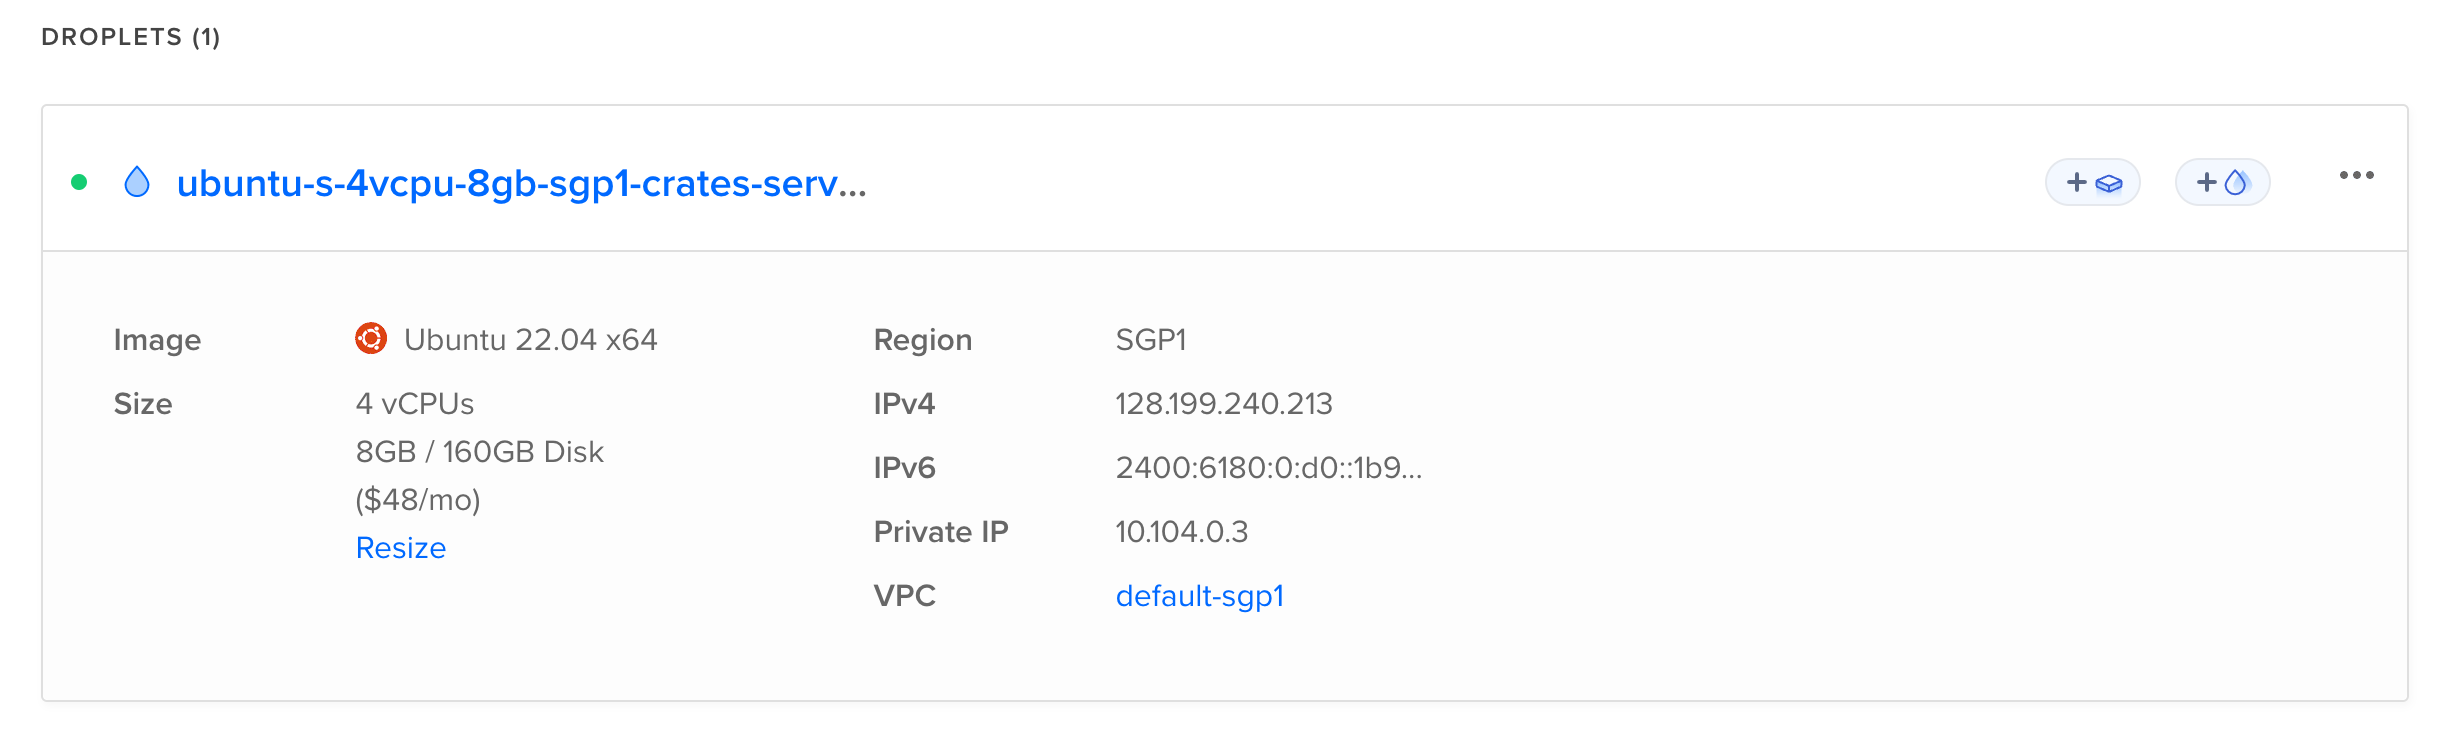 DROPLETS (1)
ubuntu-s-4vcpu-8gb-sgp1-crates-serv...
Image
Ubuntu 22.04 x64
Size
4 vCPUs
8GB / 160GB Disk
($48/mo)
Resize
Region
SGP1
IPv4
128.199.240.213
IPv6
2400:6180:0:d0::1b9...
Private IP
10.104.0.3
VPC
default-sgp1